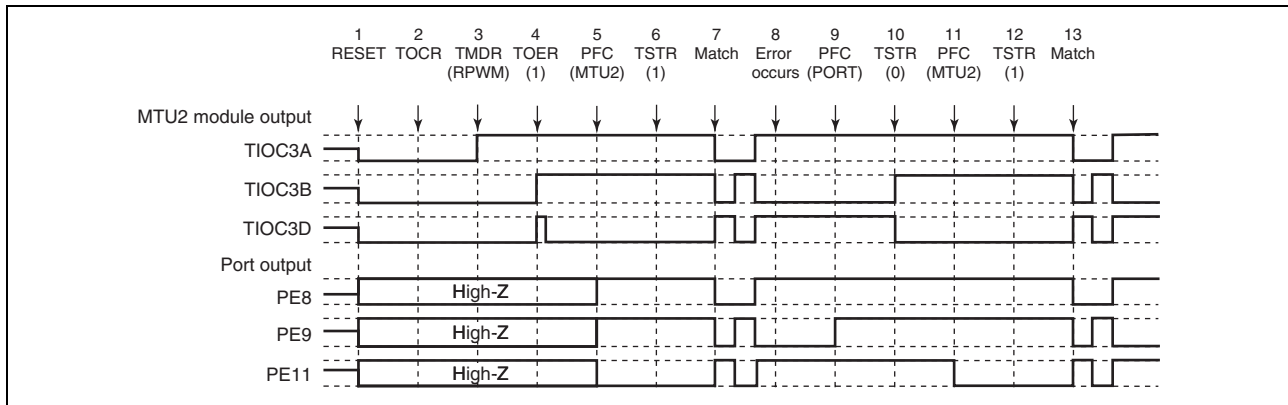 1 2 3 4 5 6 7 8 9 10 11 12 13
RESET TOCR TMDR TOER PFC TSTR Match Error PFC TSTR PFC TSTR Match
(RPWM) (1) (MTU2) (1) occurs (PORT) (0) (MTU2) (1)
MTU2 module output
TIOC3A
TIOC3B
TIOC3D
Port output
PE8 High-Z
PE9 High-Z
PE11 High-Z